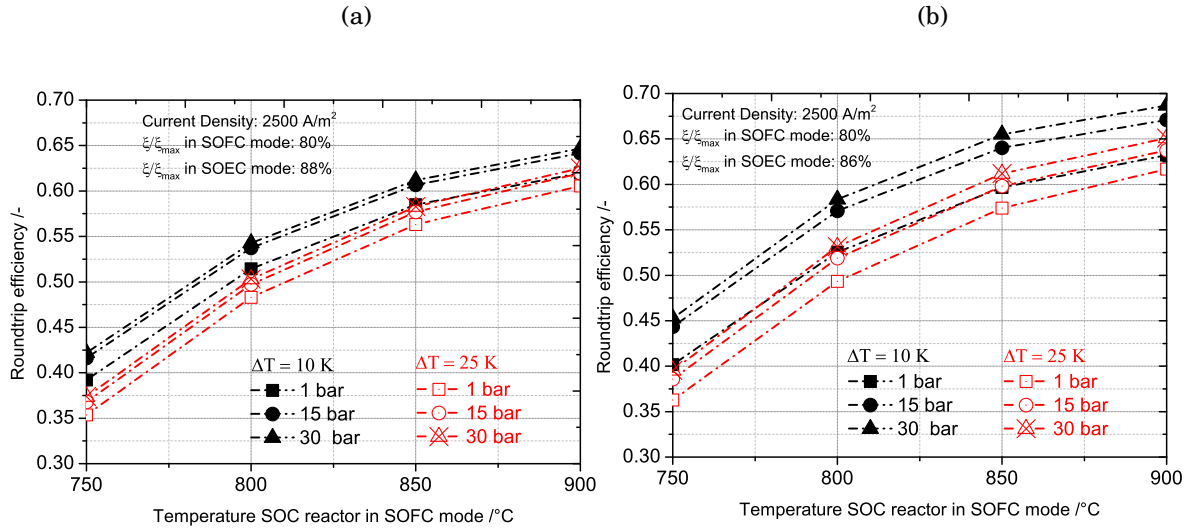 (a)
(b)
0.70
0.65
0.60
0.55
0.50
0.45
0.40
0.35
0.30
750
800
850
900
Roundtrip efficiency /-
Temperature SOC reactor in SOFC mode /°C
Current Density: 2500 A/m²
ξ/ξmax in SOFC mode: 80%
ξ/ξmax in SOEC mode: 88%
ΔT = 10 K
ΔT = 25 K
1 bar
1 bar
15 bar
15 bar
30 bar
30 bar
0.70
0.65
0.60
0.55
0.50
0.45
0.40
0.35
0.30
750
800
850
900
Roundtrip efficiency /-
Temperature SOC reactor in SOFC mode /°C
Current Density: 2500 A/m²
ξ/ξmax in SOFC mode: 80%
ξ/ξmax in SOEC mode: 86%
ΔT = 10 K
ΔT = 25 K
1 bar
1 bar
15 bar
15 bar
30 bar
30 bar